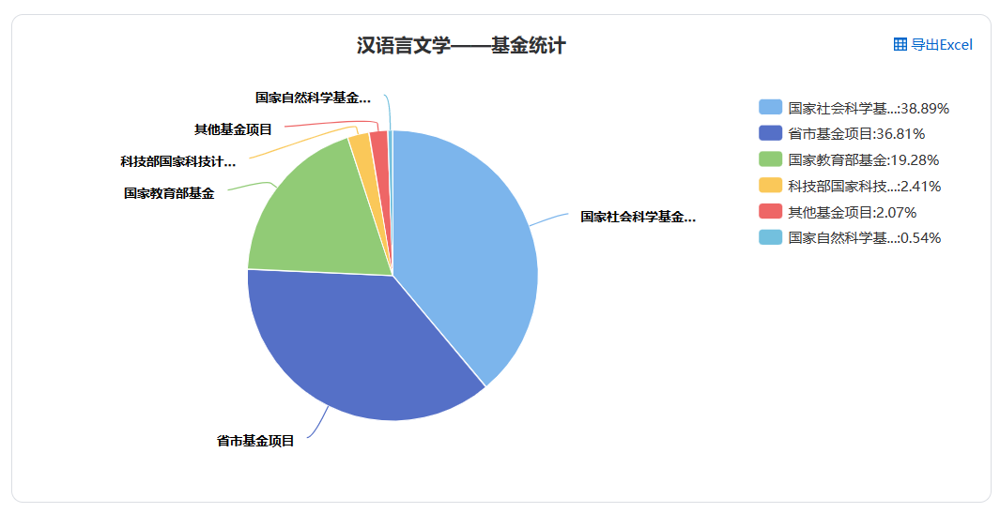 汉语言文学——基金统计
导出Excel
国家自然科学基金...
其他基金项目
科技部国家科技计...
国家教育部基金
国家社会科学基金...
省市基金项目
国家社会科学基...:38.89%
省市基金项目:36.81%
国家教育部基金:19.28%
科技部国家科技...:2.41%
其他基金项目:2.07%
国家自然科学基...:0.54%